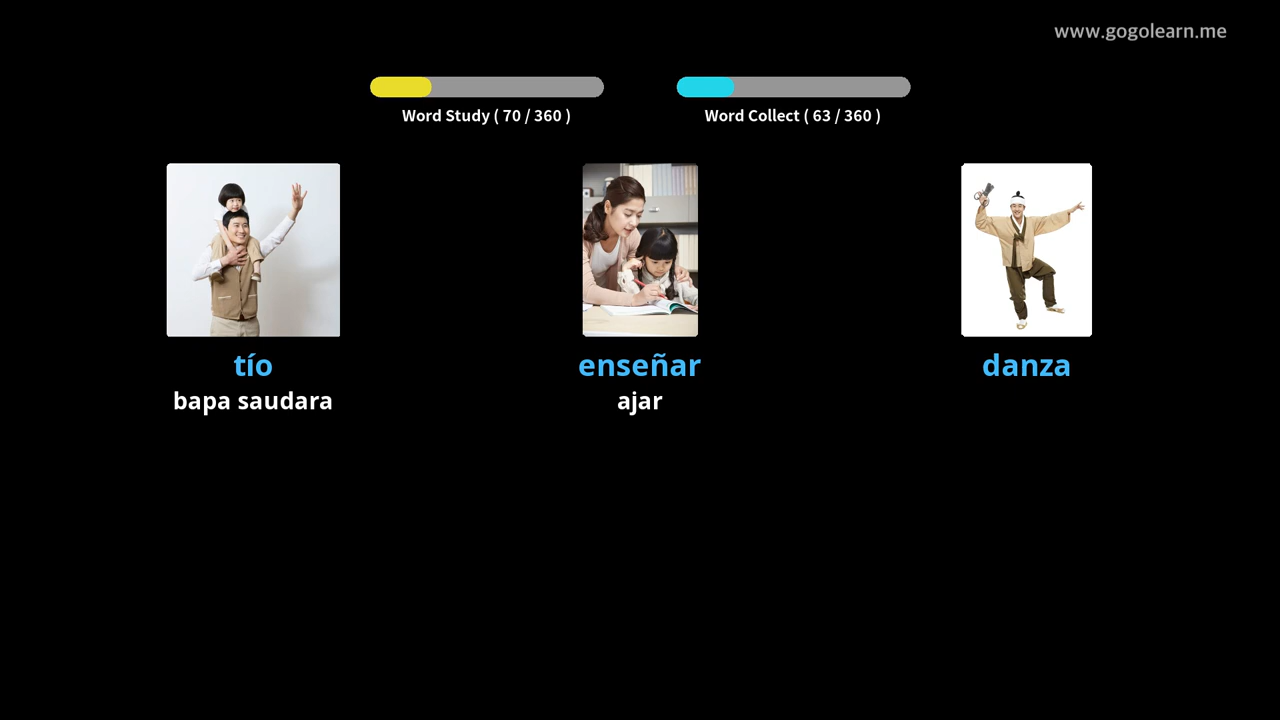 www.gogolearn.me
Word Study ( 70 / 360 )
Word Collect ( 63 / 360 )
tío
bapa saudara
enseñar
ajar
danza